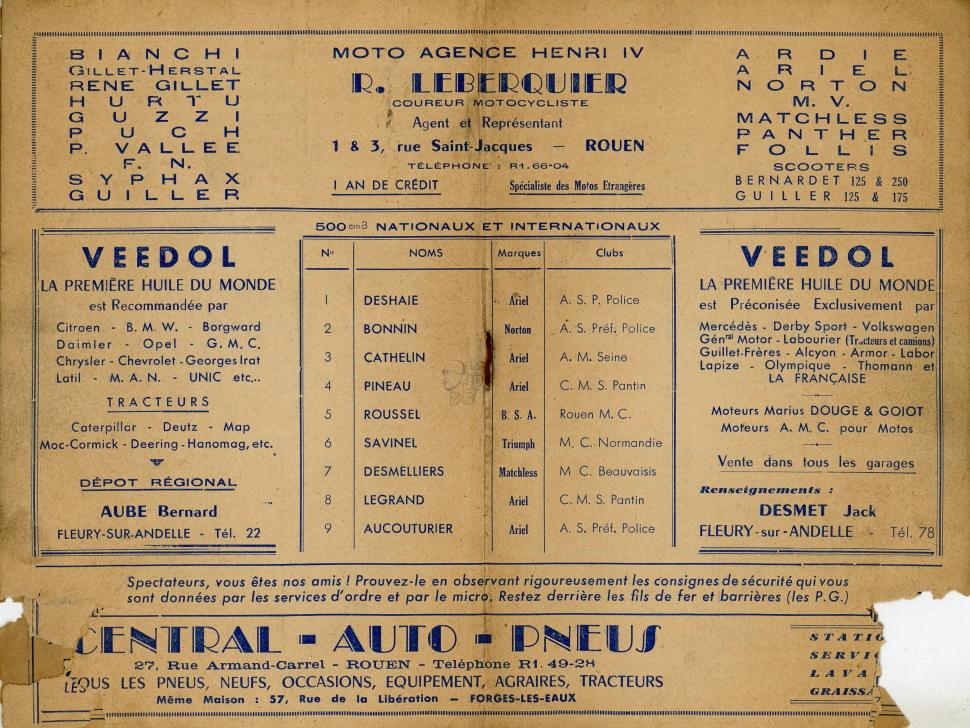 BIANCHI
GILLET-HERSTAL
RENE GILLET
HURTU
GUZZI
PUCH
P. VALLEE
F. N.
SYPHAX
GUILLER
MOTO AGENCE HENRI IV
R. LEBERQUIER
COUREUR MOTOCYCLISTE
Agent et Représentant
1 & 3, rue Saint-Jacques — ROUEN
TÉLÉPHONE : R1.66-04
1 AN DE CRÉDIT Spécialiste des Motos Etrangères
ARDIE
ARIEL
NORTON
M. V.
MATCHLESS
PANTHER
FOLLIS
SCOOTERS
BERNARDET 125 & 250
GUILLER 125 & 175
VEEDOL
LA PREMIÈRE HUILE DU MONDE
est Recommandée par
Citroen - B. M. W. - Borgward
Daimler - Opel - G. M. C.
Chrysler - Chevrolet - Georges Irat
Latil - M. A. N. - UNIC etc...
TRACTEURS
Caterpillar - Deutz - Map
Moc-Cormick - Deering - Hanomag, etc.
DÉPOT RÉGIONAL
AUBE Bernard
FLEURY-SUR-ANDELLE - Tél. 22
500 cm3 NATIONAUX ET INTERNATIONAUX
No NOMS Marques Clubs
1 DESHAIE Ariel A. S. P. Police
2 BONNIN Norton A. S. Préf. Police
3 CATHELIN Ariel A. M. Seine
4 PINEAU Ariel C. M. S. Pantin
5 ROUSSEL B. S. A. Rouen M. C.
6 SAVINEL Triumph M. C. Normandie
7 DESMELLIERS Matchless M C. Beauvaisis
8 LEGRAND Ariel C. M. S. Pantin
9 AUCOUTURIER Ariel A. S. Préf. Police
VEEDOL
LA PREMIÈRE HUILE DU MONDE
est Préconisée Exclusivement par
Mercédès - Derby Sport - Volkswagen
Génral Motor - Labourier (Tracteurs et camions)
Guillet-Frères - Alcyon - Armor - Labor
Lapize - Olympique - Thomann et
LA FRANÇAISE
Moteurs Marius DOUGE & GOIOT
Moteurs A. M. C. pour Motos
Vente dans tous les garages
Renseignements :
DESMET Jack
FLEURY-sur-ANDELLE - Tél. 78
Spectateurs, vous êtes nos amis ! Prouvez-le en observant rigoureusement les consignes de sécurité qui vous
sont données par les services d'ordre et par le micro. Restez derrière les fils de fer et barrières (les P.G.)
CENTRAL - AUTO - PNEUS
27, Rue Armand-Carrel - ROUEN - Teléphone R1. 49-28
TOUS LES PNEUS, NEUFS, OCCASIONS, EQUIPEMENT, AGRAIRES, TRACTEURS
Même Maison : 57, Rue de la Libération — FORGES-LES-EAUX
STATIO
SERVI
LAVA
GRAISSA